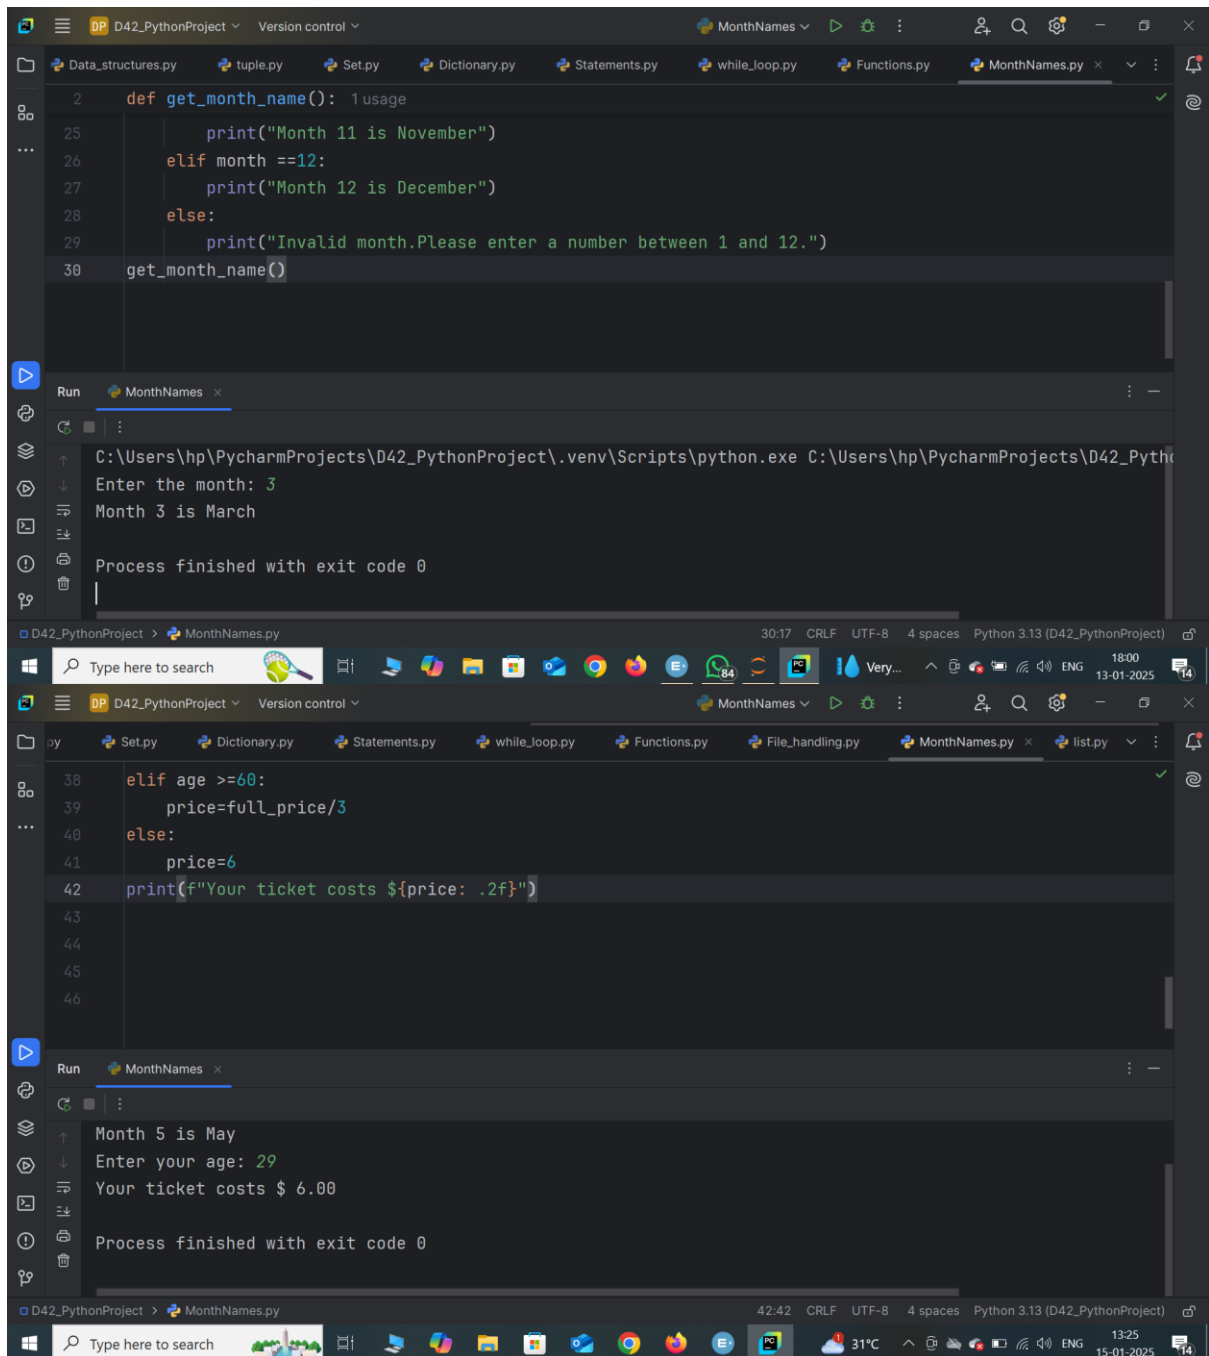 DP D42_PythonProject Version control MonthNames
Data_structures.py tuple.py Set.py Dictionary.py Statements.py while_loop.py Functions.py MonthNames.py
2 def get_month_name(): 1 usage
25 print("Month 11 is November")
26 elif month ==12:
27 print("Month 12 is December")
28 else:
29 print("Invalid month.Please enter a number between 1 and 12.")
30 get_month_name()
Run MonthNames
C:\Users\hp\PycharmProjects\D42_PythonProject\.venv\Scripts\python.exe C:\Users\hp\PycharmProjects\D42_Pytho
Enter the month: 3
Month 3 is March
Process finished with exit code 0
D42_PythonProject > MonthNames.py 30:17 CRLF UTF-8 4 spaces Python 3.13 (D42_PythonProject)
Type here to search 84 Very... ENG 18:00
13-01-2025 14
DP D42_PythonProject Version control MonthNames
py Set.py Dictionary.py Statements.py while_loop.py Functions.py File_handling.py MonthNames.py list.py
38 elif age >=60:
39 price=full_price/3
40 else:
41 price=6
42 print(f"Your ticket costs ${price: .2f}")
43
44
45
46
Run MonthNames
Month 5 is May
Enter your age: 29
Your ticket costs $ 6.00
Process finished with exit code 0
D42_PythonProject > MonthNames.py 42:42 CRLF UTF-8 4 spaces Python 3.13 (D42_PythonProject)
Type here to search 31°C ENG 13:25
15-01-2025 14